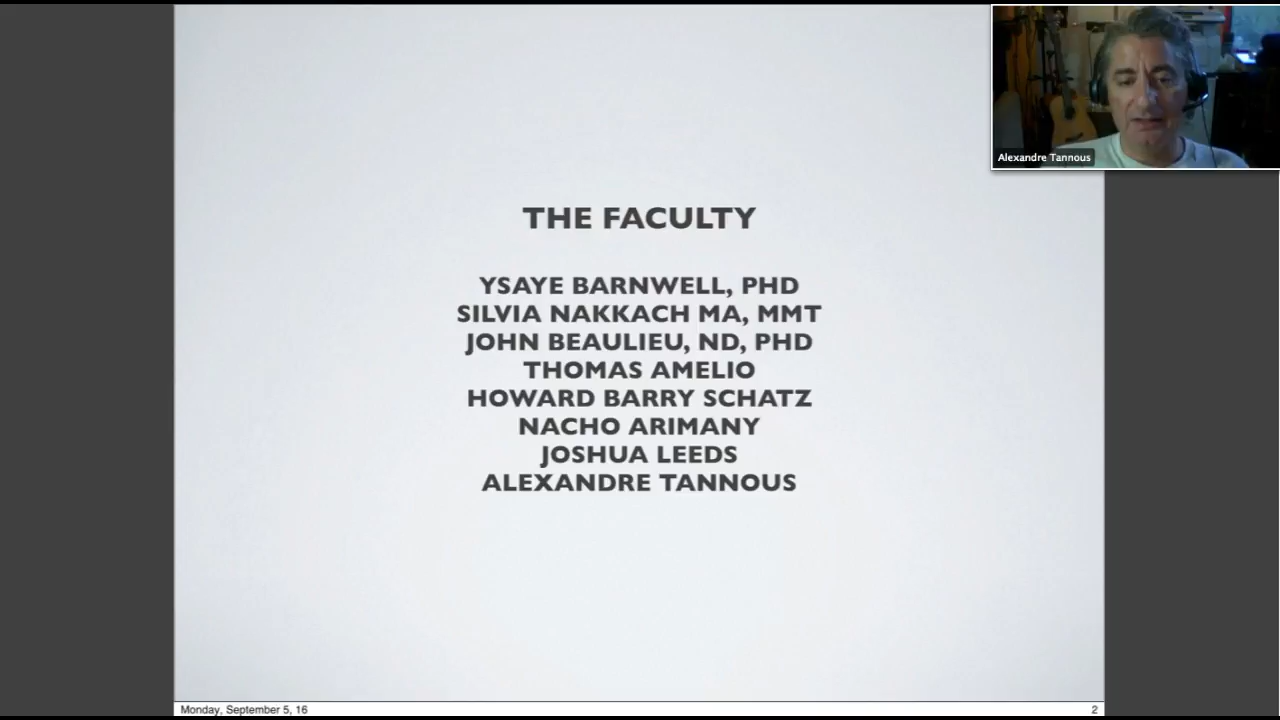 Alexandre Tannous
THE FACULTY
YSAYE BARNWELL, PHD
SILVIA NAKKACH MA, MMT
JOHN BEAULIEU, ND, PHD
THOMAS AMELIO
HOWARD BARRY SCHATZ
NACHO ARIMANY
JOSHUA LEEDS
ALEXANDRE TANNOUS
Monday, September 5, 16
2